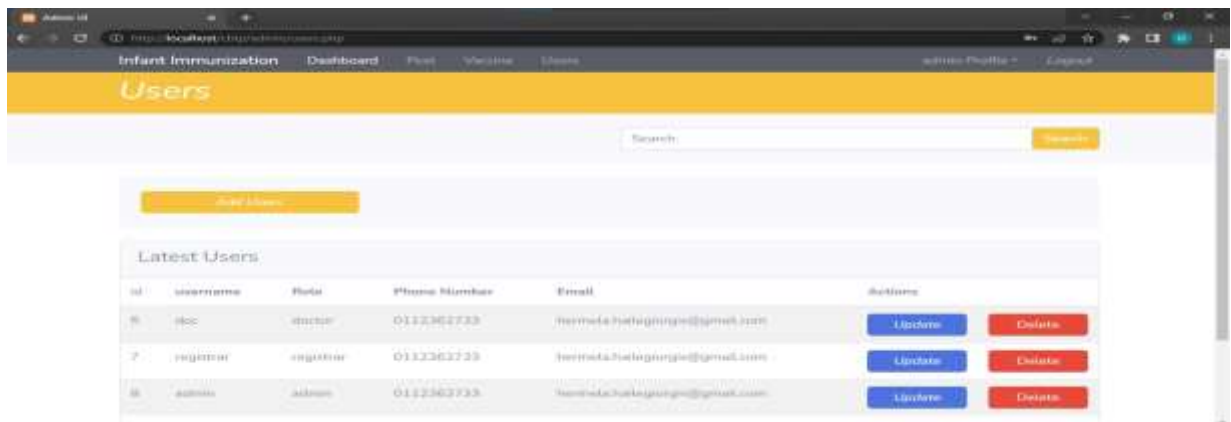 Admin UI
Infant Immunization Dashboard Post Vaccine Users admin Profile Logout
Users
Search Search
Add Users
Latest Users
id username Role Phone Number Email Actions
doc doctor 0112362733 Update Delete
7 registrar registrar 0112362733 Update Delete
8 admin admin 0112362733 Update Delete